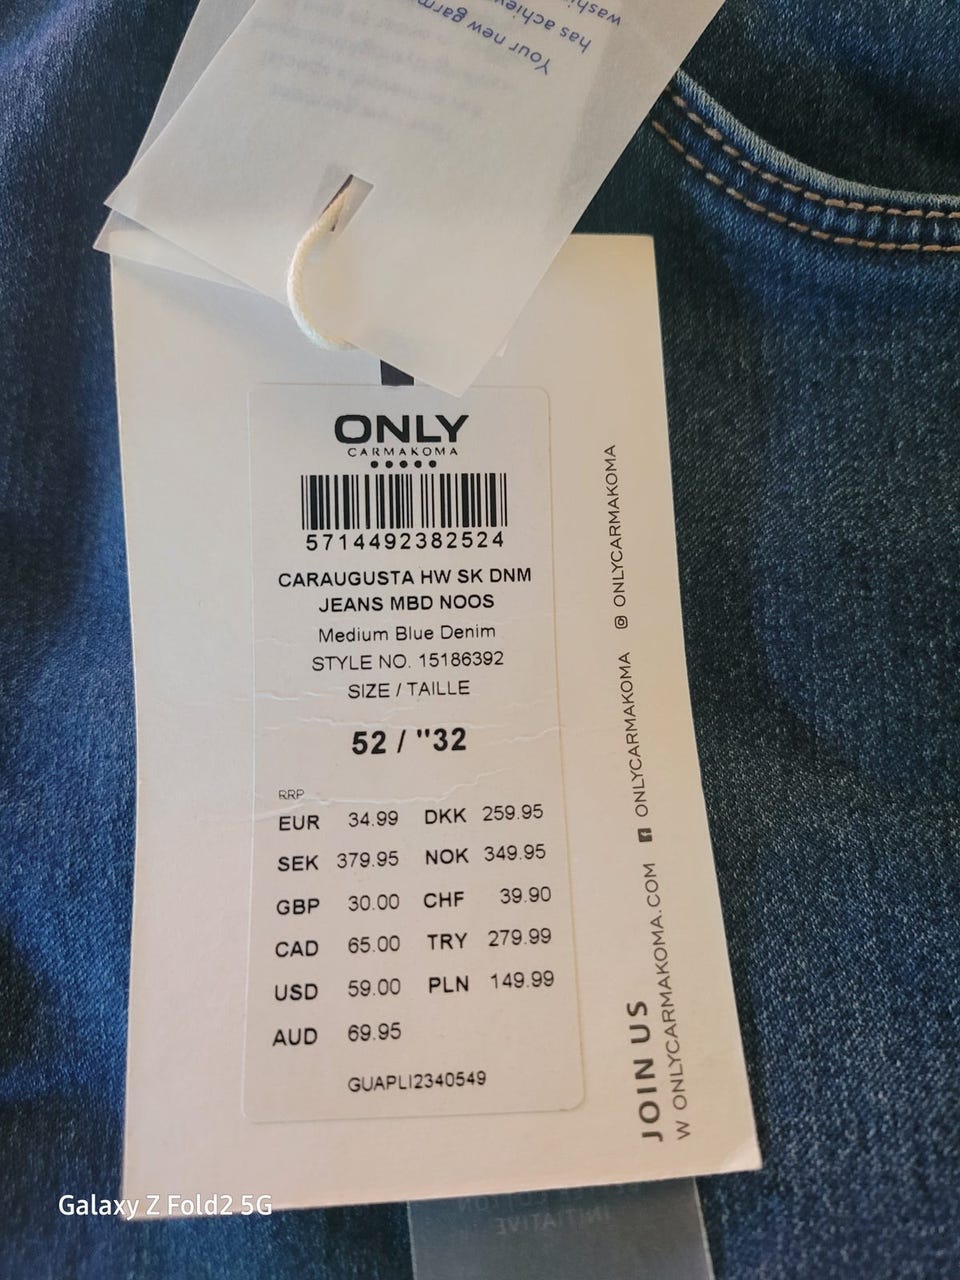 washi
has achiev
Your new garm
ONLY
CARMAKOMA
5714492382524
CARAUGUSTA HW SK DNM
JEANS MBD NOOS
Medium Blue Denim
STYLE NO. 15186392
SIZE / TAILLE
52 / "32
RRP
EUR 34.99 DKK 259.95
SEK 379.95 NOK 349.95
GBP 30.00 CHF 39.90
CAD 65.00 TRY 279.99
USD 59.00 PLN 149.99
AUD 69.95
GUAPLI2340549
JOIN US
W ONLYCARMAKOMA.COM ONLYCARMAKOMA ONLYCARMAKOMA
INITIATIVE
Galaxy Z Fold2 5G